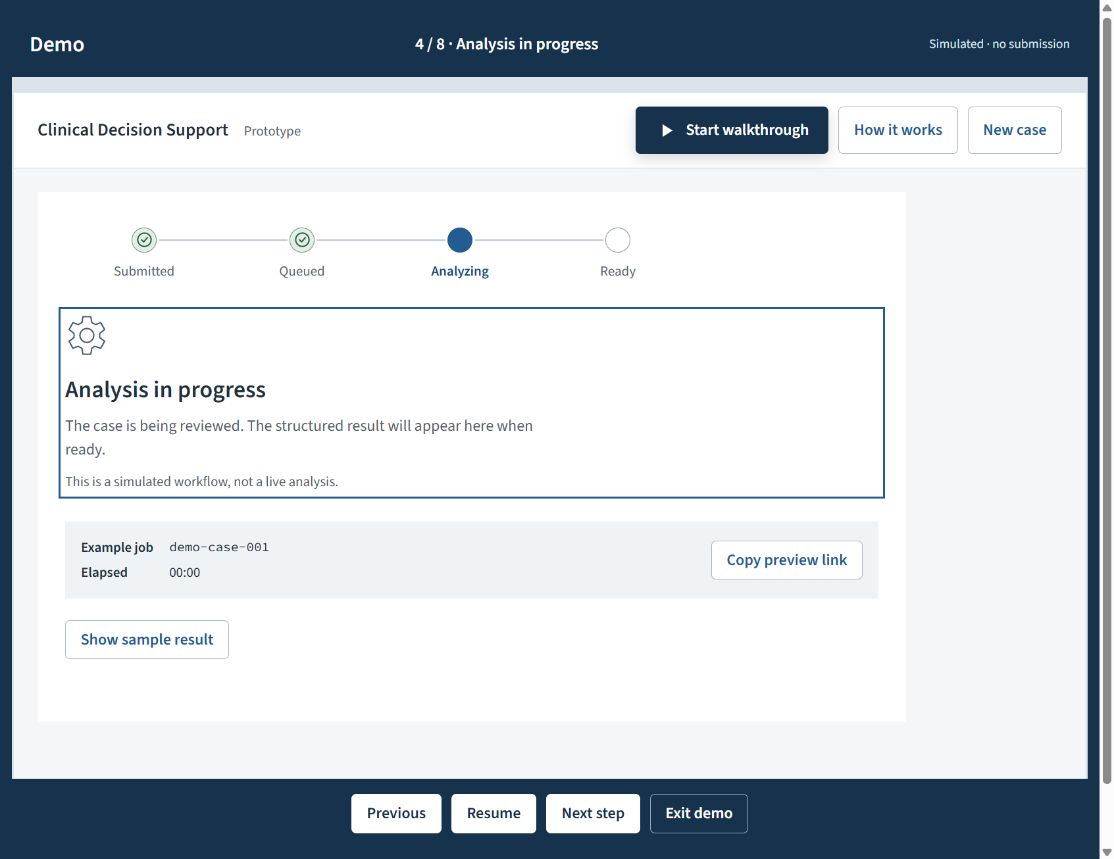 Demo
4 / 8 · Analysis in progress
Simulated · no submission
Clinical Decision Support
Prototype
Start walkthrough
How it works
New case
Submitted
Queued
Analyzing
Ready
Analysis in progress
The case is being reviewed. The structured result will appear here when
ready.
This is a simulated workflow, not a live analysis.
Example job
demo-case-001
Elapsed
00:00
Copy preview link
Show sample result
Previous
Resume
Next step
Exit demo